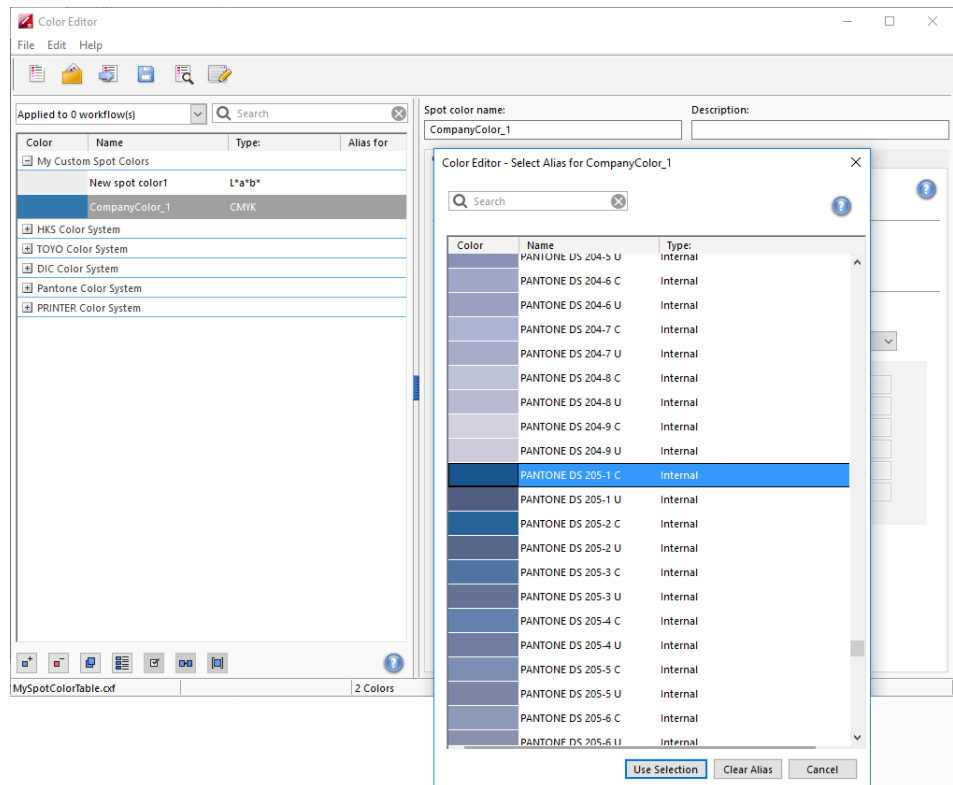 Color Editor
File Edit Help
Applied to 0 workflow(s) Search
Color Name Type: Alias for
My Custom Spot Colors
New spot color1 L*a*b*
CompanyColor_1 CMYK
HKS Color System
TOYO Color System
DIC Color System
Pantone Color System
PRINTER Color System
MySpotColorTable.cxf 2 Colors
Spot color name: Description:
CompanyColor_1
Color Editor - Select Alias for CompanyColor_1
Search
Color Name Type:
PANTONE DS 204-5 U Internal
PANTONE DS 204-6 C Internal
PANTONE DS 204-6 U Internal
PANTONE DS 204-7 C Internal
PANTONE DS 204-7 U Internal
PANTONE DS 204-8 C Internal
PANTONE DS 204-8 U Internal
PANTONE DS 204-9 C Internal
PANTONE DS 204-9 U Internal
PANTONE DS 205-1 C Internal
PANTONE DS 205-1 U Internal
PANTONE DS 205-2 C Internal
PANTONE DS 205-2 U Internal
PANTONE DS 205-3 C Internal
PANTONE DS 205-3 U Internal
PANTONE DS 205-4 C Internal
PANTONE DS 205-4 U Internal
PANTONE DS 205-5 C Internal
PANTONE DS 205-5 U Internal
PANTONE DS 205-6 C Internal
PANTONE DS 205-6 U Internal
Use Selection Clear Alias Cancel